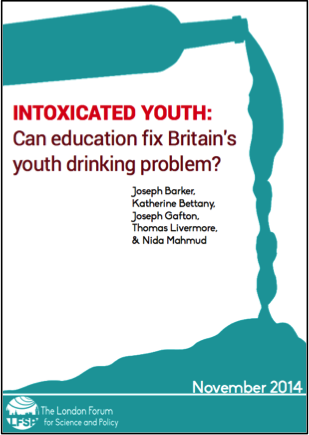 INTOXICATED YOUTH:
Can education fix Britain's
youth drinking problem?
Joseph Barker,
Katherine Bettany,
Joseph Gafton,
Thomas Livermore,
& Nida Mahmud
November 2014
LFSP
The London Forum
for Science and Policy